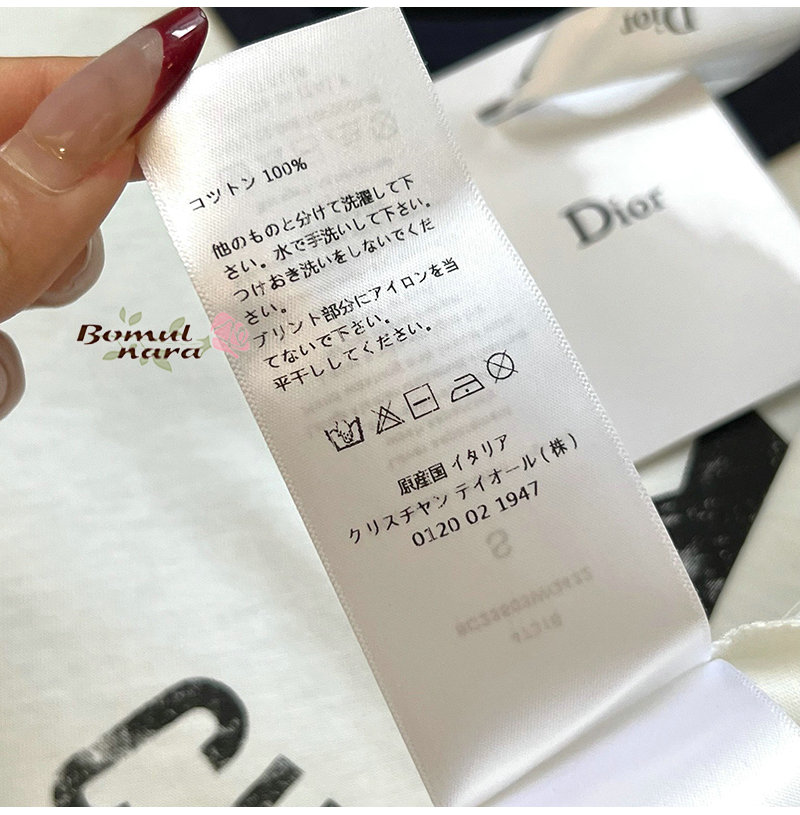 Dior
Dior
コツトン 100%
他のものと分けて洗濯して下
さい。水で手洗いして下さい。
つけおき洗いをしないでくだ
さい。
プリント部分にアイロンを当
てないで下さい。
平干ししてください。
Bomul
nara
原産国 イタリア
クリスチヤン テイオール(株)
0120 02 1947
S